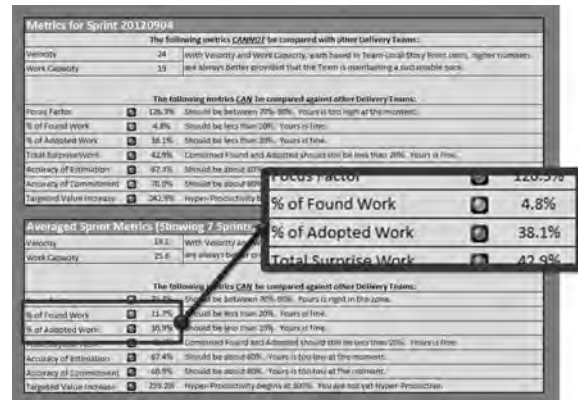 Metrics for Sprint 20120904
The following metrics CANNOT be compared with other Delivery Teams:
Velocity 24 With Velocity and Work Capacity, each based in Team-Local Story Point units, higher numbers
Work Capacity 19 are always better provided that the Team is maintaining a sustainable pace.
The following metrics CAN be compared against other Delivery Teams:
Focus Factor 126.3% Should be between 70%-80%. Yours is too high at the moment.
% of Found Work 4.8% Should be less than 20%. Yours is fine.
% of Adopted Work 38.1% Should be less than 20%. Yours is fine.
Total Surprise Work 42.9% Combined Found and Adopted should still be less than 20%. Yours is fine.
Accuracy of Estimation 67.3% Should be about 80%
Accuracy of Commitment 70.0% Should be about 80%
Targeted Value Increase 242.9% Hyper-Productivity
Focus Factor 126.3%
% of Found Work 4.8%
% of Adopted Work 38.1%
Total Surprise Work 42.9%
Averaged Sprint Metrics (Showing 7 Sprints
Velocity With Velocity and
Work Capacity 25.6 are always better
The following metrics CAN be compared against other Delivery Teams:
Should be between 70%-80%. Yours is right in the zone.
% of Found Work 11.7% Should be less than 20%. Yours is fine.
% of Adopted Work Should be less than 20%. Yours is fine.
Combined Found and Adopted should still be less than 20%. Yours is fine.
Accuracy of Estimation 67.4% Should be about 80%. Yours is too low at the moment.
Accuracy of Commitment Should be about 80%. Yours is too low at the moment.
Targeted Value Increase 259.2% Hyper-Productivity begins at 300%. You are not yet Hyper-Productive.